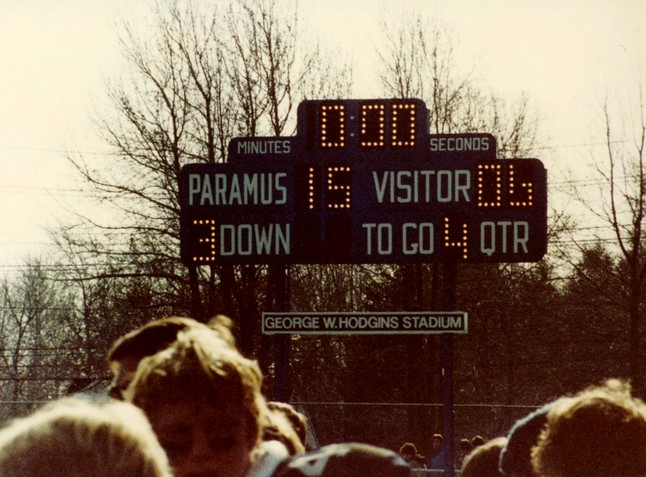 0:00
MINUTES SECONDS
PARAMUS 15 VISITOR 06
3 DOWN TO GO 4 QTR
GEORGE W. HODGINS STADIUM